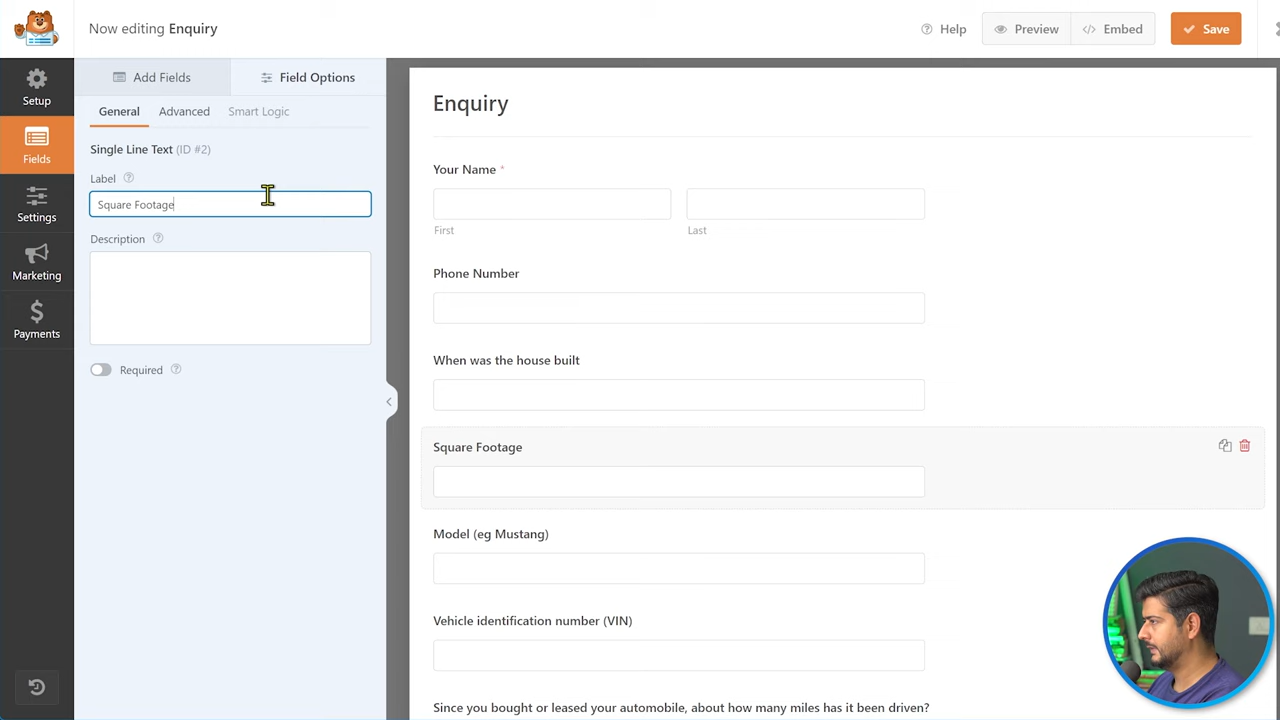 Now editing Enquiry
Help
Preview
Embed
Save
Setup
Fields
Settings
Marketing
Payments
Add Fields
Field Options
General
Advanced
Smart Logic
Single Line Text (ID #2)
Label
Square Footage
Description
Required
Enquiry
Your Name *
First
Last
Phone Number
When was the house built
Square Footage
Model (eg Mustang)
Vehicle identification number (VIN)
Since you bought or leased your automobile, about how many miles has it been driven?